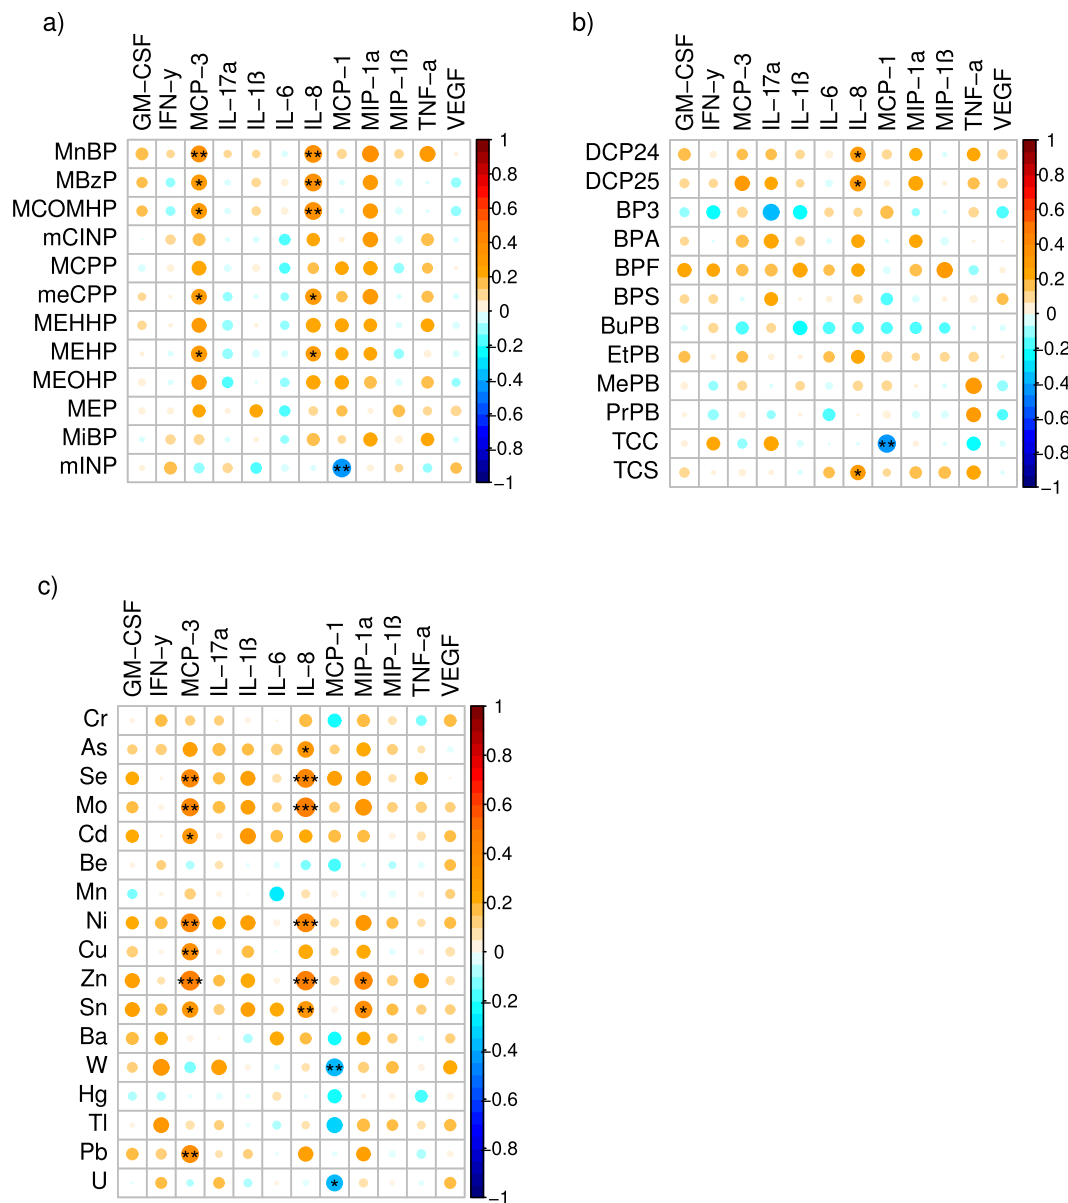 a)
GM−CSF IFN−y MCP−3 IL−17a IL−1ß IL−6 IL−8 MCP−1 MIP−1a MIP−1ß TNF−a VEGF
MnBP ** **
MBzP * **
MCOMHP * **
mCINP
MCPP
meCPP * *
MEHHP
MEHP * *
MEOHP
MEP
MiBP
mINP **
1
0.8
0.6
0.4
0.2
0
−0.2
−0.4
−0.6
−0.8
−1
b)
GM−CSF IFN−y MCP−3 IL−17a IL−1ß IL−6 IL−8 MCP−1 MIP−1a MIP−1ß TNF−a VEGF
DCP24 *
DCP25 *
BP3
BPA
BPF
BPS
BuPB
EtPB
MePB
PrPB
TCC **
TCS *
1
0.8
0.6
0.4
0.2
0
−0.2
−0.4
−0.6
−0.8
−1
c)
GM−CSF IFN−y MCP−3 IL−17a IL−1ß IL−6 IL−8 MCP−1 MIP−1a MIP−1ß TNF−a VEGF
Cr
As *
Se ** ***
Mo ** ***
Cd *
Be
Mn
Ni ** ***
Cu **
Zn *** *** *
Sn * ** *
Ba
W **
Hg
Tl
Pb **
U *
1
0.8
0.6
0.4
0.2
0
−0.2
−0.4
−0.6
−0.8
−1